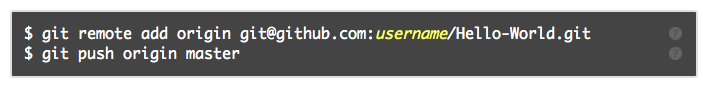 $ git remote add origin git@github.com:username/Hello-World.git
$ git push origin master